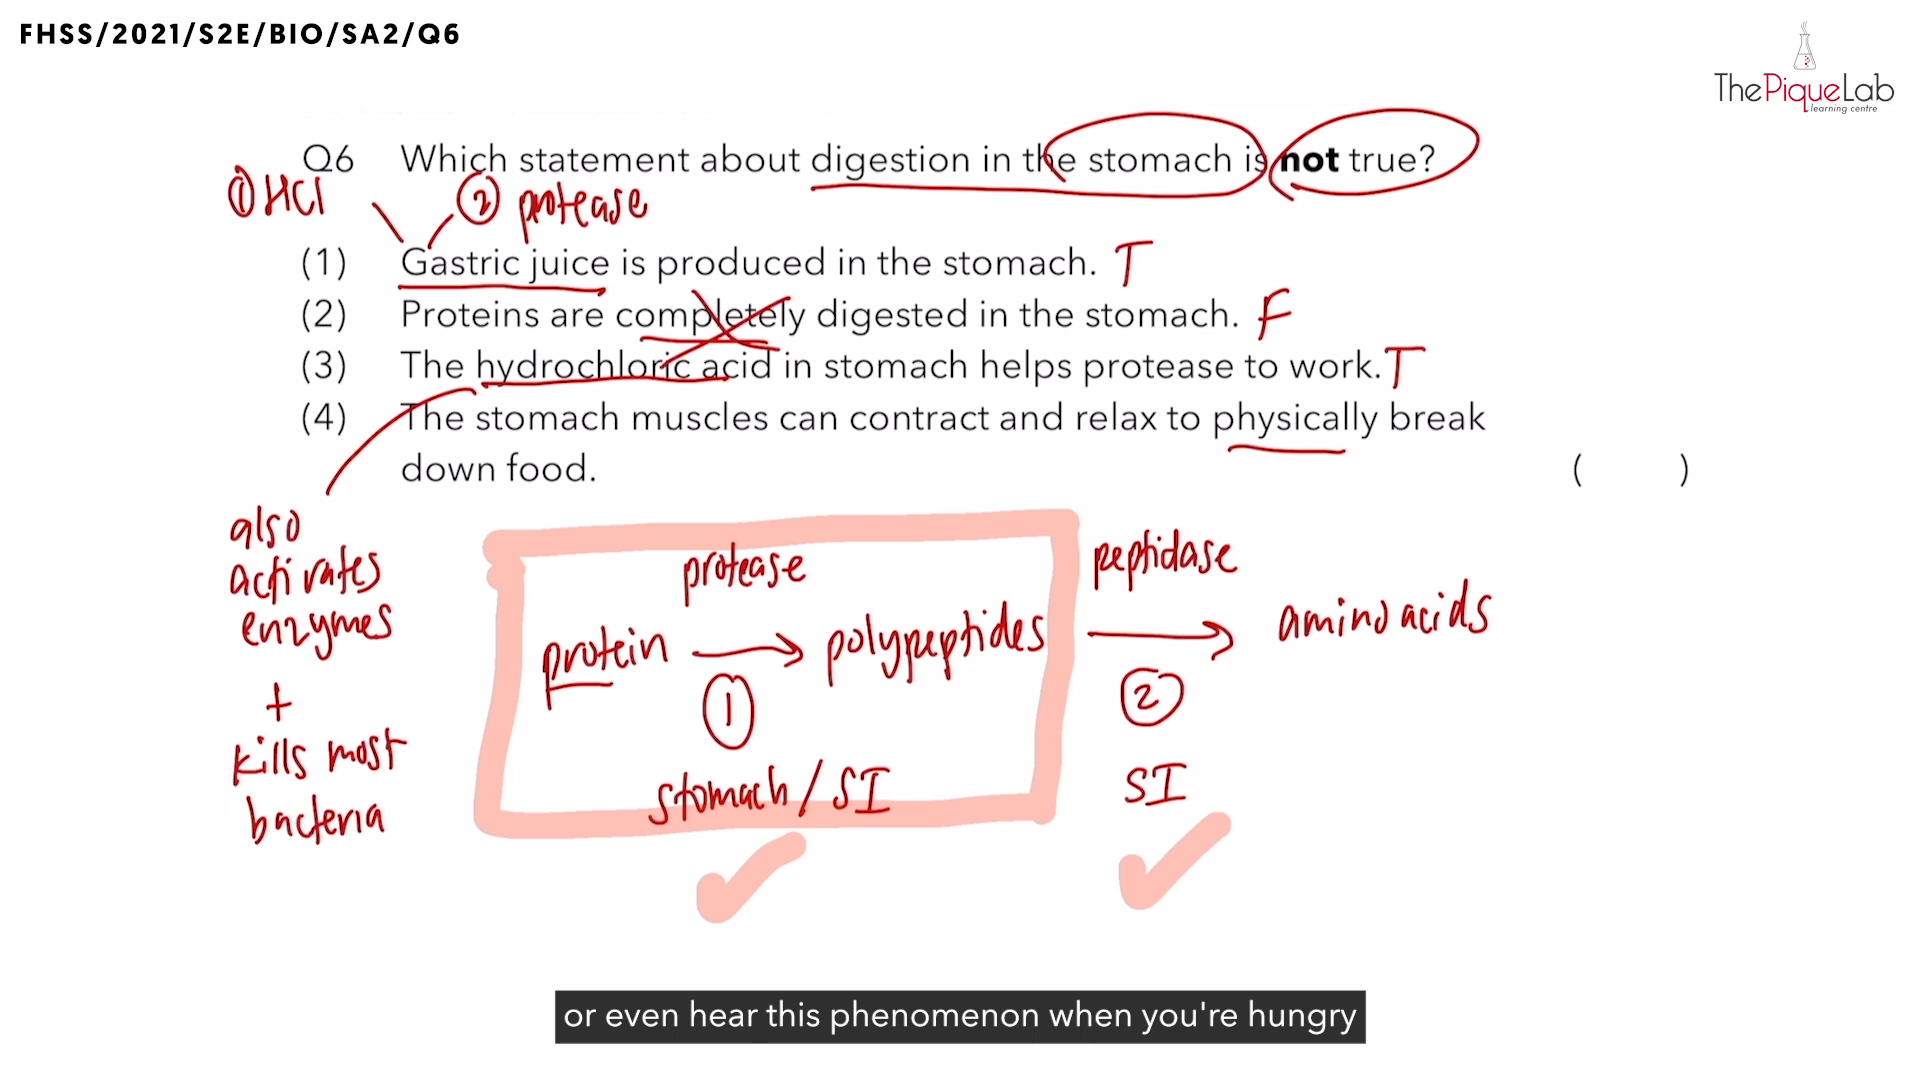 FHSS/2021/S2E/BIO/SA2/Q6
ThePiqueLab
learning centre
Q6 Which statement about digestion in the stomach is not true?
① HCl ② protease
(1) Gastric juice is produced in the stomach. T
(2) Proteins are completely digested in the stomach. F
(3) The hydrochloric acid in stomach helps protease to work. T
(4) The stomach muscles can contract and relax to physically break
down food. ( )
also
activates
enzymes
+
kills most
bacteria
protease peptidase
protein → polypeptides → amino acids
① ②
stomach / SI SI
or even hear this phenomenon when you're hungry